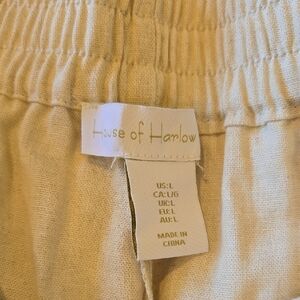 House of Harlow
US:L
CA:L/G
UK:L
EU:L
AU:L
MADE IN
CHINA